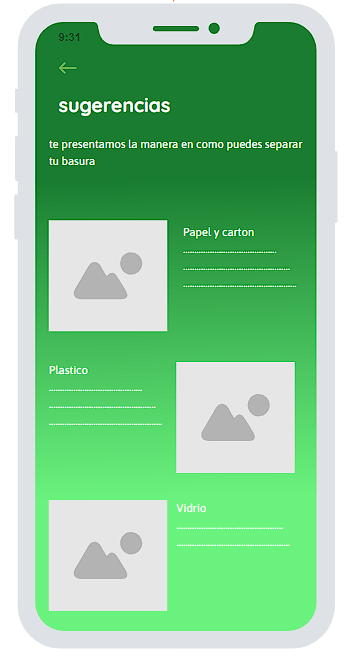 9:31
sugerencias
te presentamos la manera en como puedes separar
tu basura
Papel y carton
Plastico
Vidrio